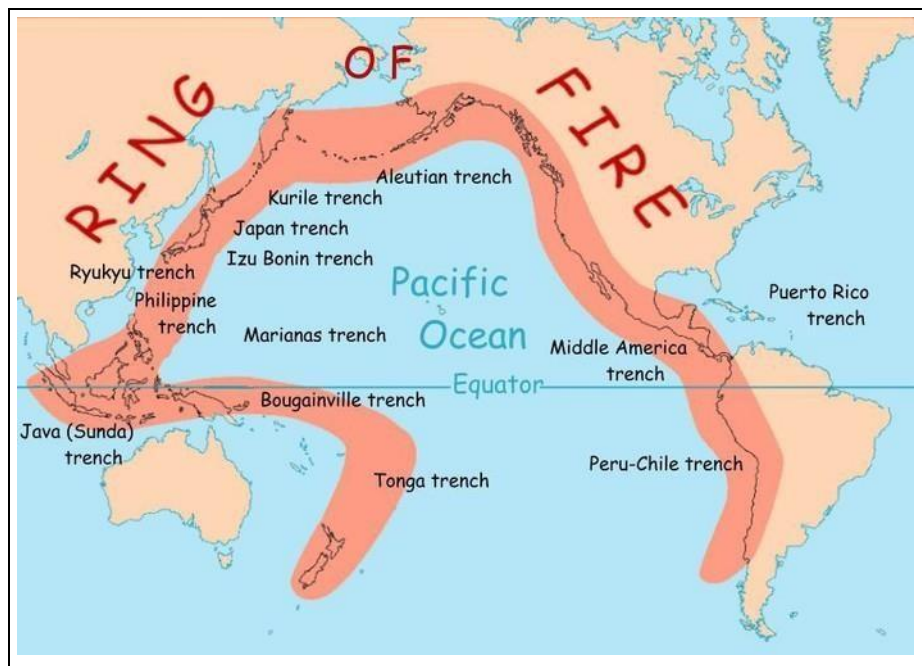 RING OF FIRE
Aleutian trench
Kurile trench
Japan trench
Izu Bonin trench
Ryukyu trench
Philippine
trench
Pacific
Ocean
Puerto Rico
trench
Marianas trench
Middle America
trench
Equator
Bougainville trench
Java (Sunda)
trench
Peru-Chile trench
Tonga trench